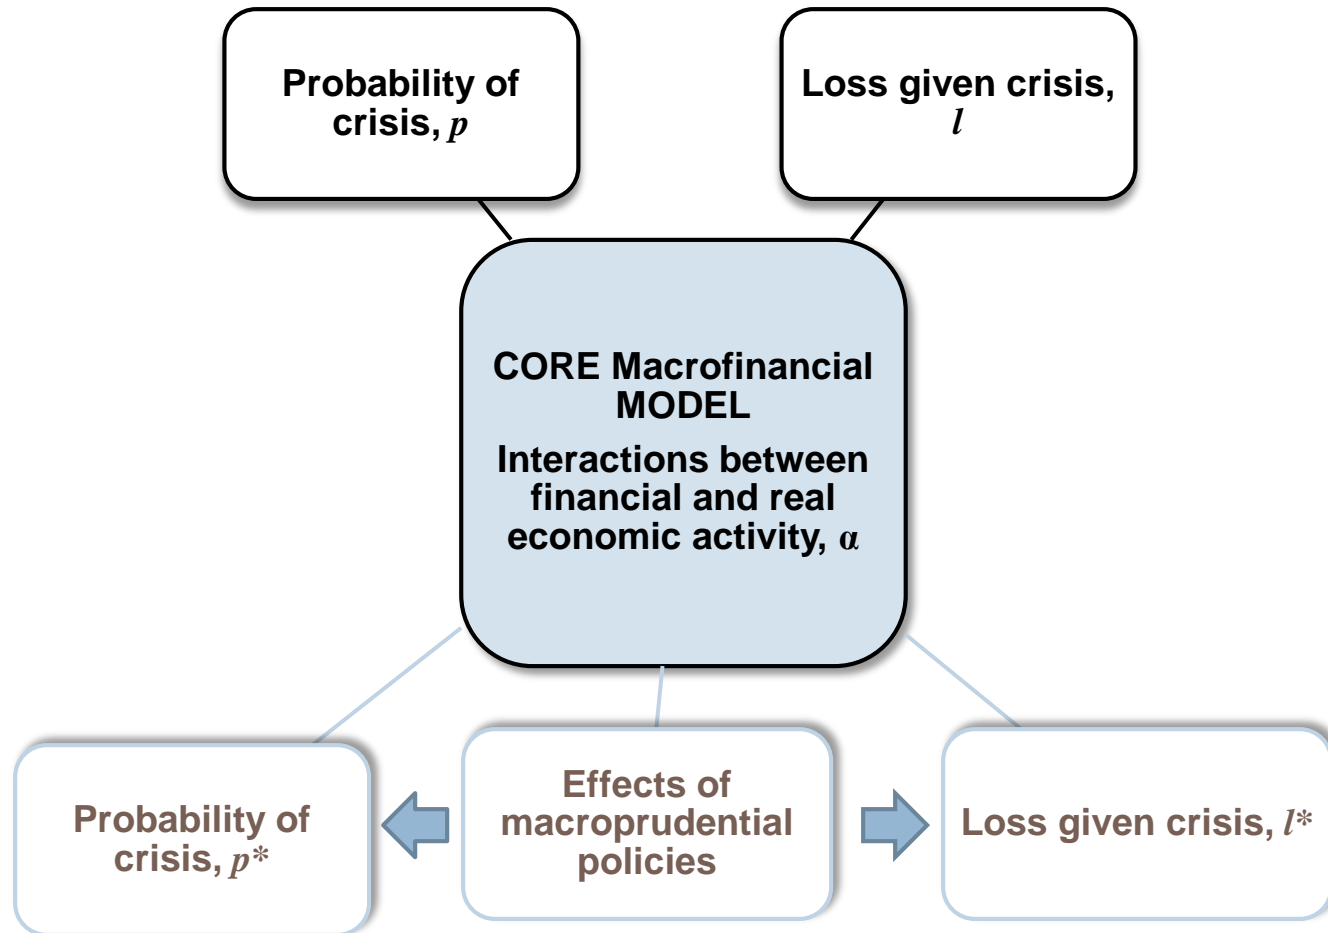 Probability of
crisis, p
Loss given crisis,
l
CORE Macrofinancial
MODEL
Interactions between
financial and real
economic activity, α
Probability of
crisis, p*
Effects of
macroprudential
policies
Loss given crisis, l*